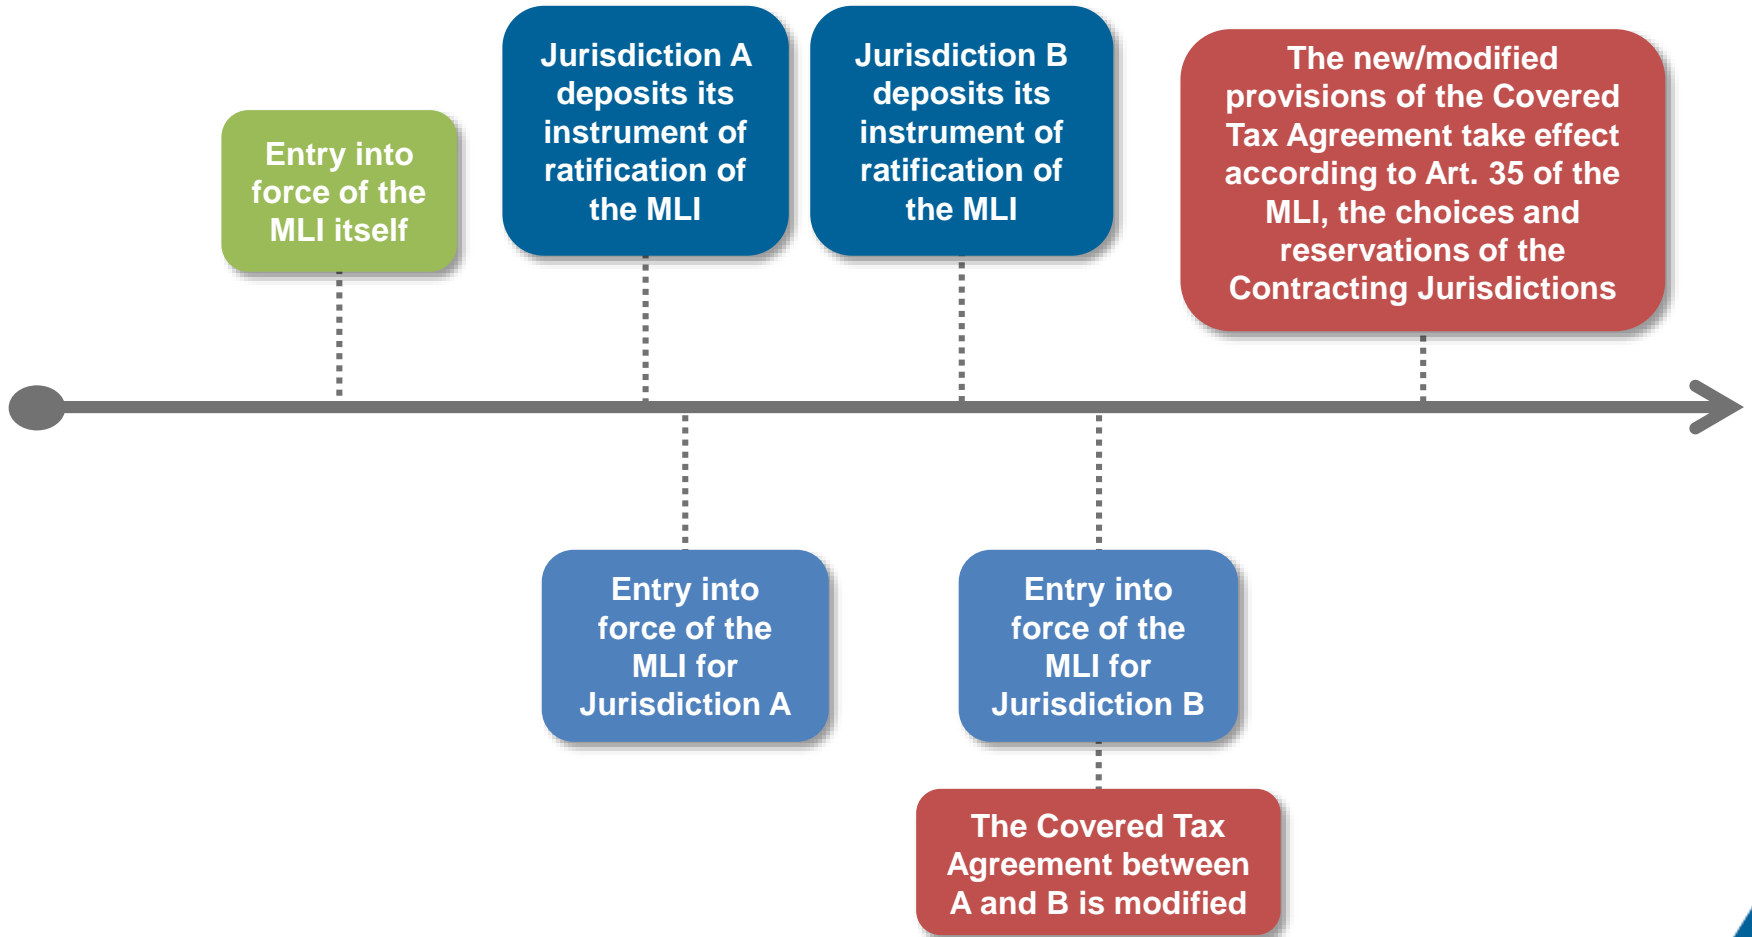 Entry into
force of the
MLI itself
Jurisdiction A
deposits its
instrument of
ratification of
the MLI
Jurisdiction B
deposits its
instrument of
ratification of
the MLI
The new/modified
provisions of the Covered
Tax Agreement take effect
according to Art. 35 of the
MLI, the choices and
reservations of the
Contracting Jurisdictions
Entry into
force of the
MLI for
Jurisdiction A
Entry into
force of the
MLI for
Jurisdiction B
The Covered Tax
Agreement between
A and B is modified